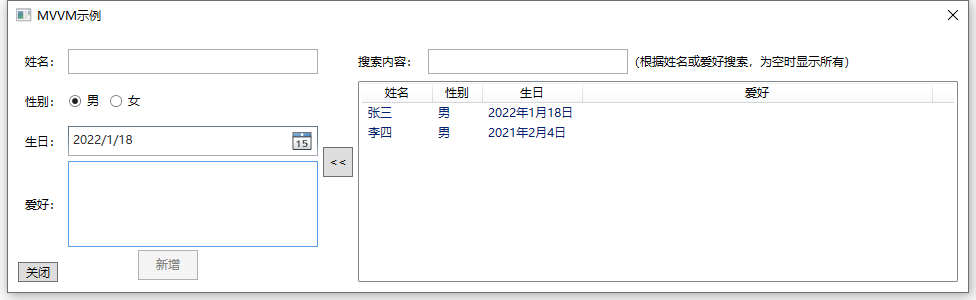 MVVM示例
姓名：
搜索内容： （根据姓名或爱好搜索，为空时显示所有）
性别： 男 女
姓名 性别 生日 爱好
张三 男 2022年1月18日
李四 男 2021年2月4日
生日： 2022/1/18 15
<<
爱好：
新增
关闭